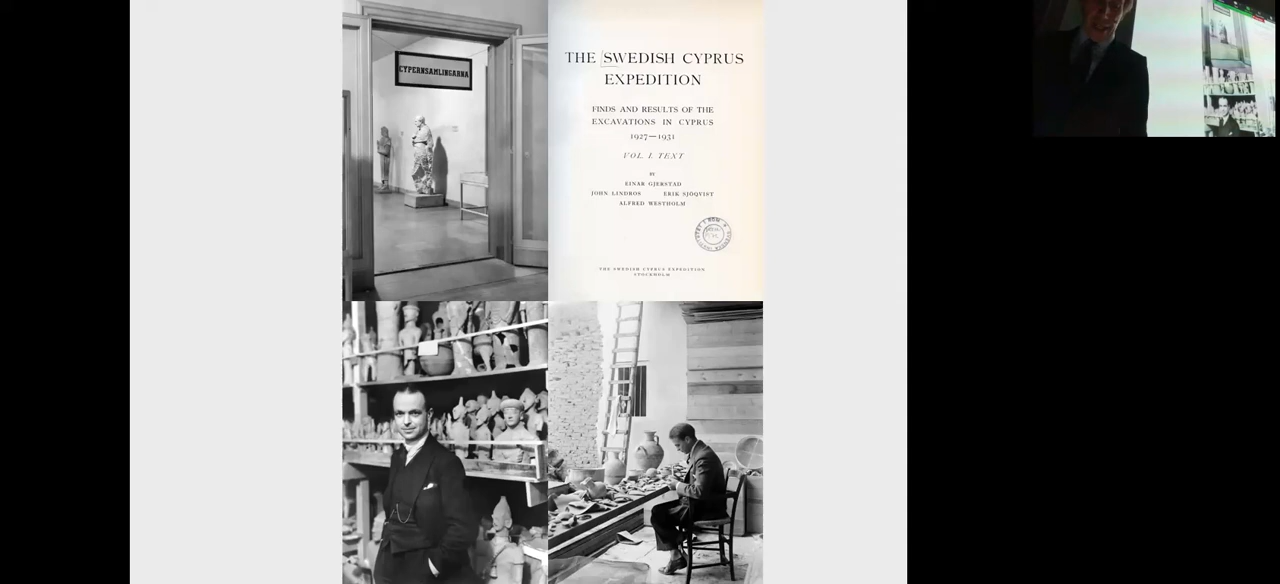 CYPERNSAMLINGARNA
THE SWEDISH CYPRUS
EXPEDITION
FINDS AND RESULTS OF THE
EXCAVATIONS IN CYPRUS
1927—1931
VOL. I. TEXT
BY
EINAR GJERSTAD
JOHN LINDROS ERIK SJÖQVIST
ALFRED WESTHOLM
THE SWEDISH CYPRUS EXPEDITION
STOCKHOLM